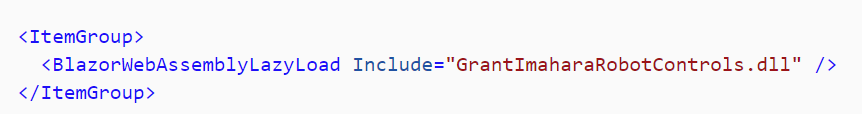 <ItemGroup>
  <BlazorWebAssemblyLazyLoad Include="GrantImaharaRobotControls.dll" />
</ItemGroup>